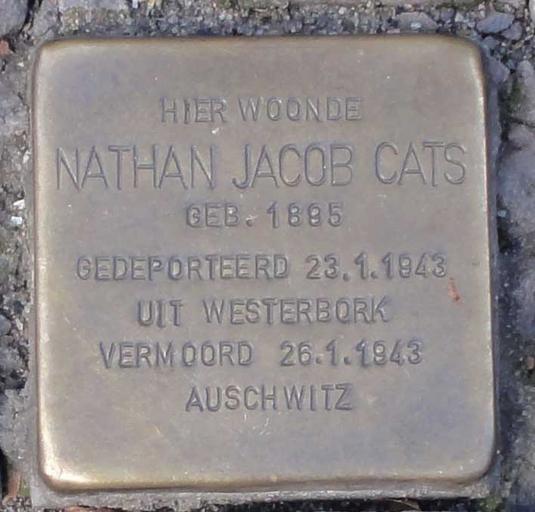 HIER WOONDE
NATHAN JACOB CATS
GEB. 1895
GEDEPORTEERD 23.1.1943
UIT WESTERBORK
VERMOORD 26.1.1943
AUSCHWITZ